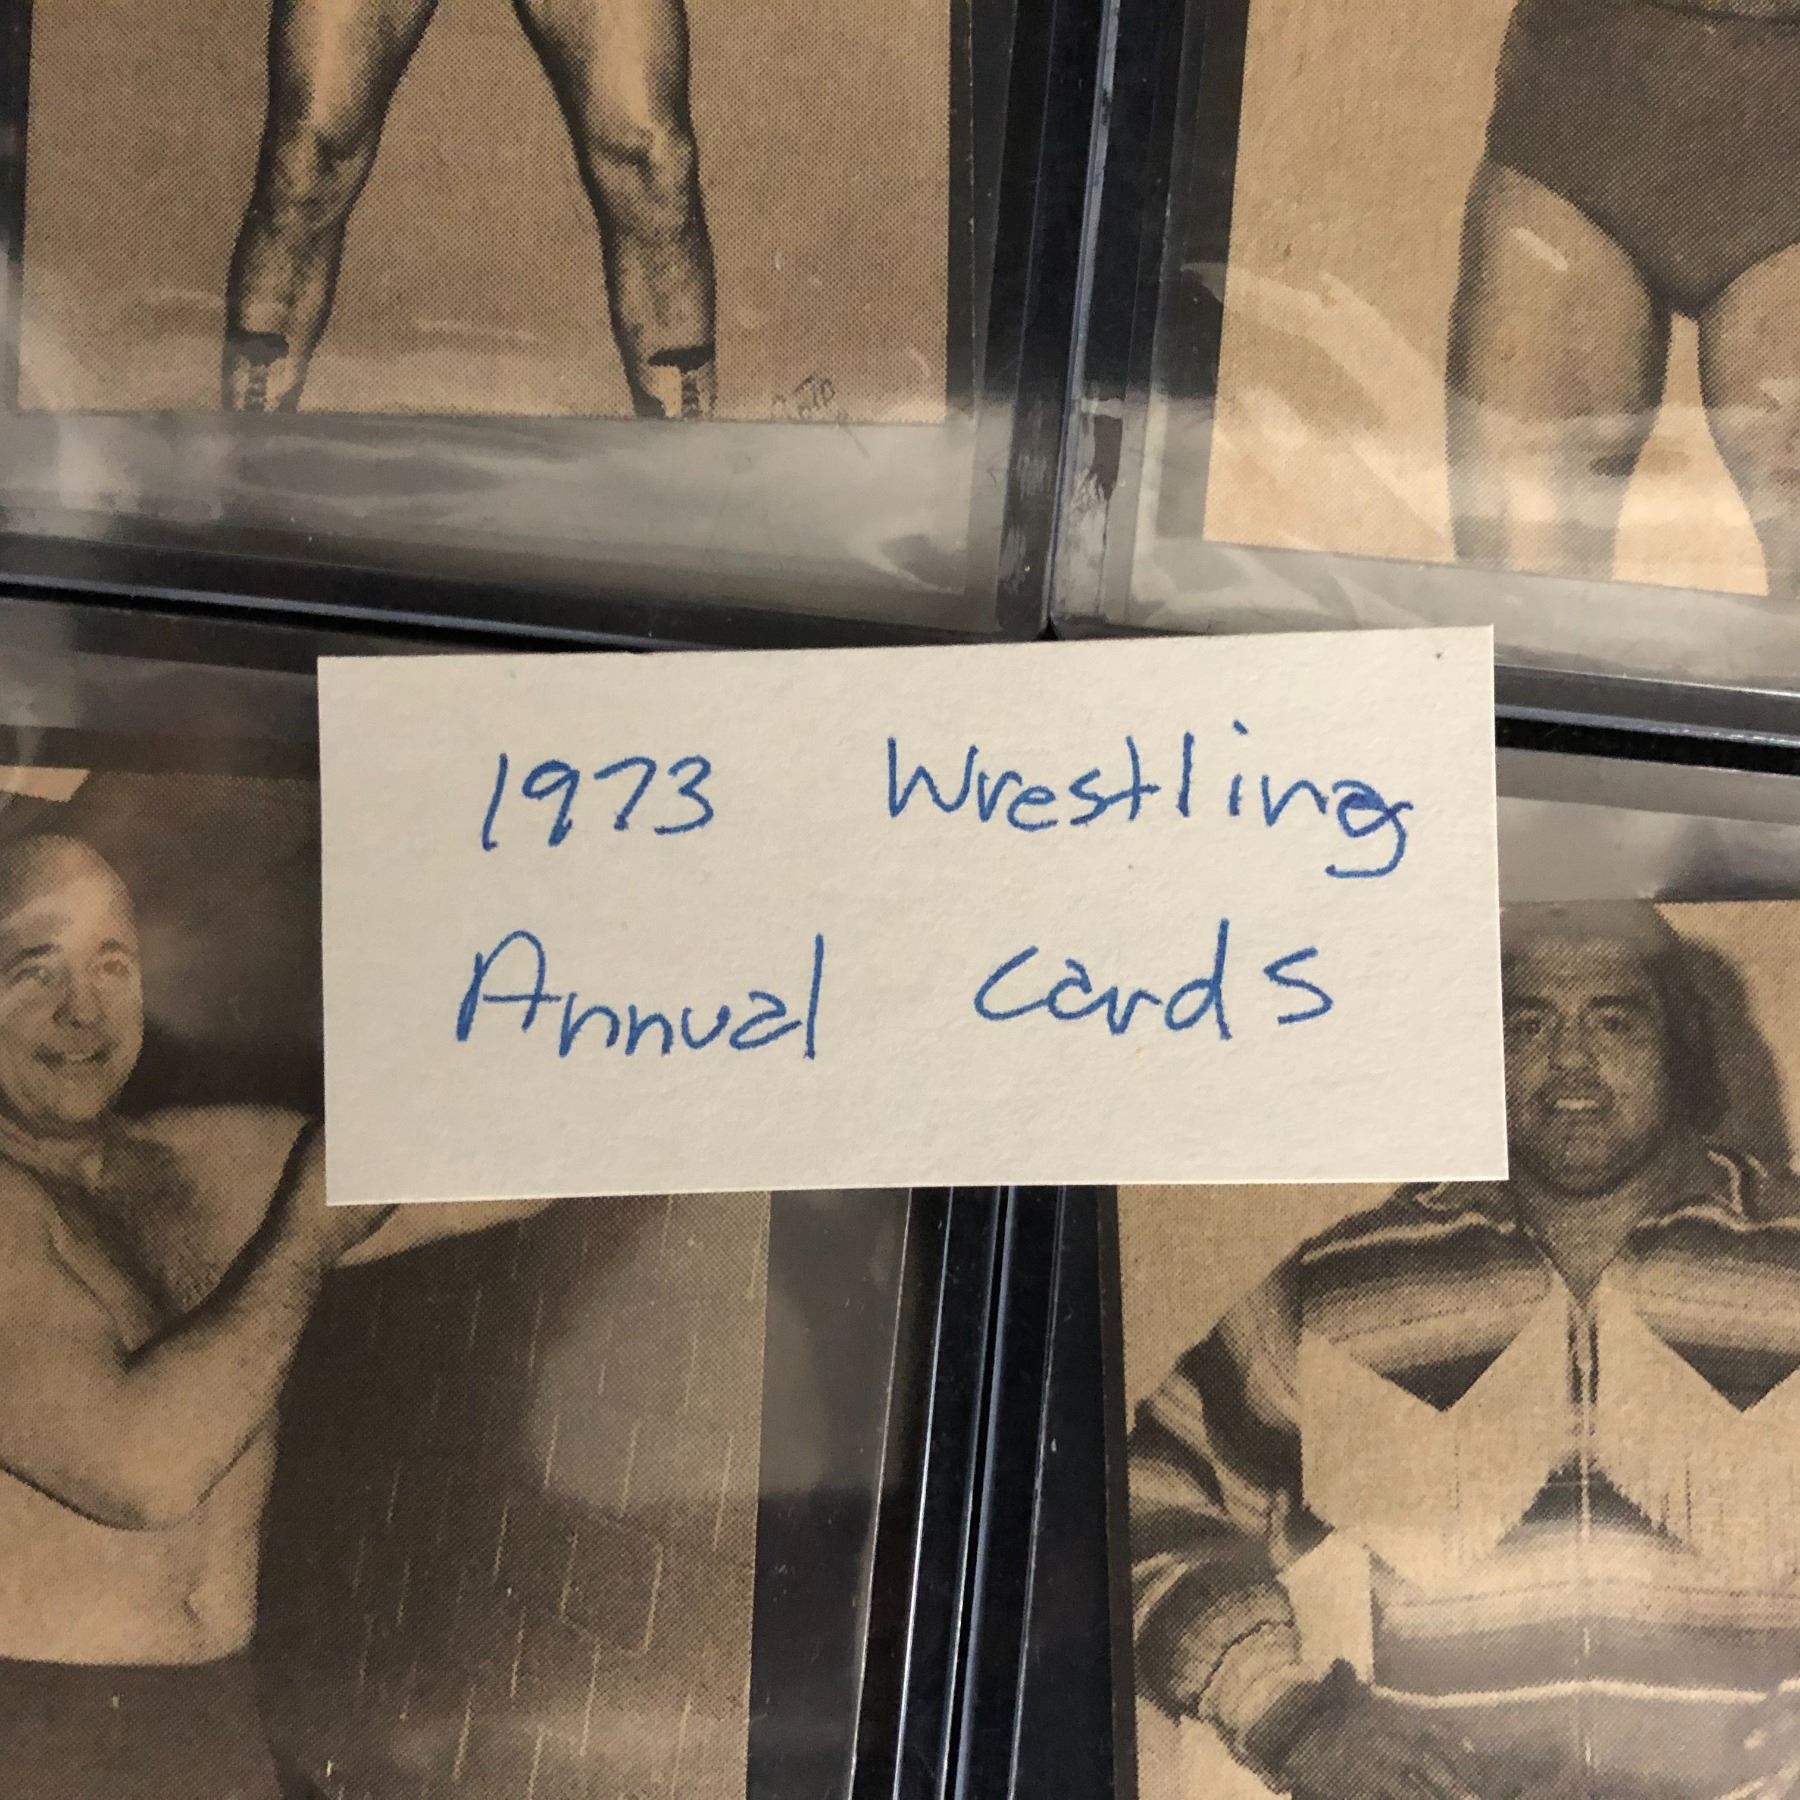 1973 Wrestling
Annual Cards